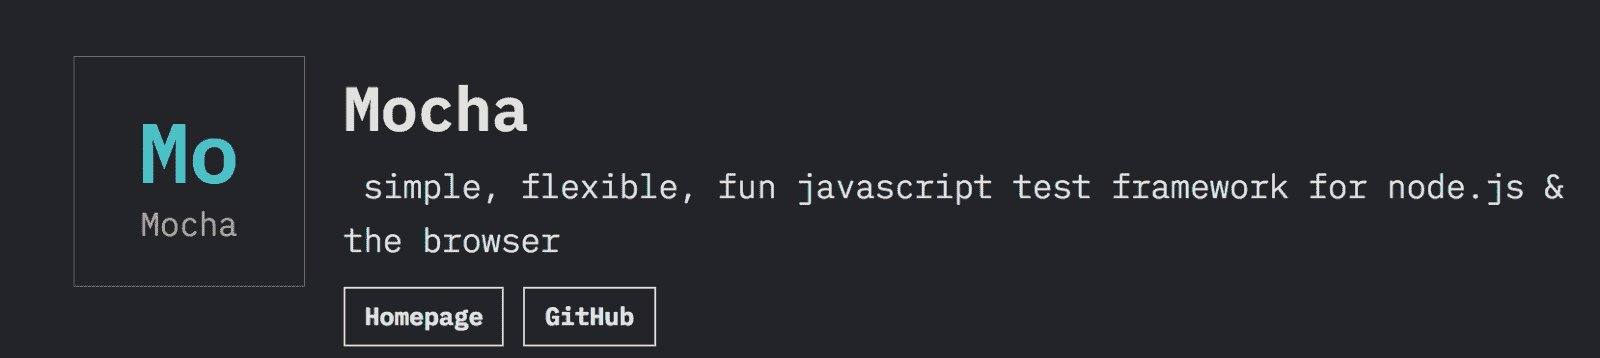 Mo
Mocha
Mocha
simple, flexible, fun javascript test framework for node.js &
the browser
Homepage
GitHub